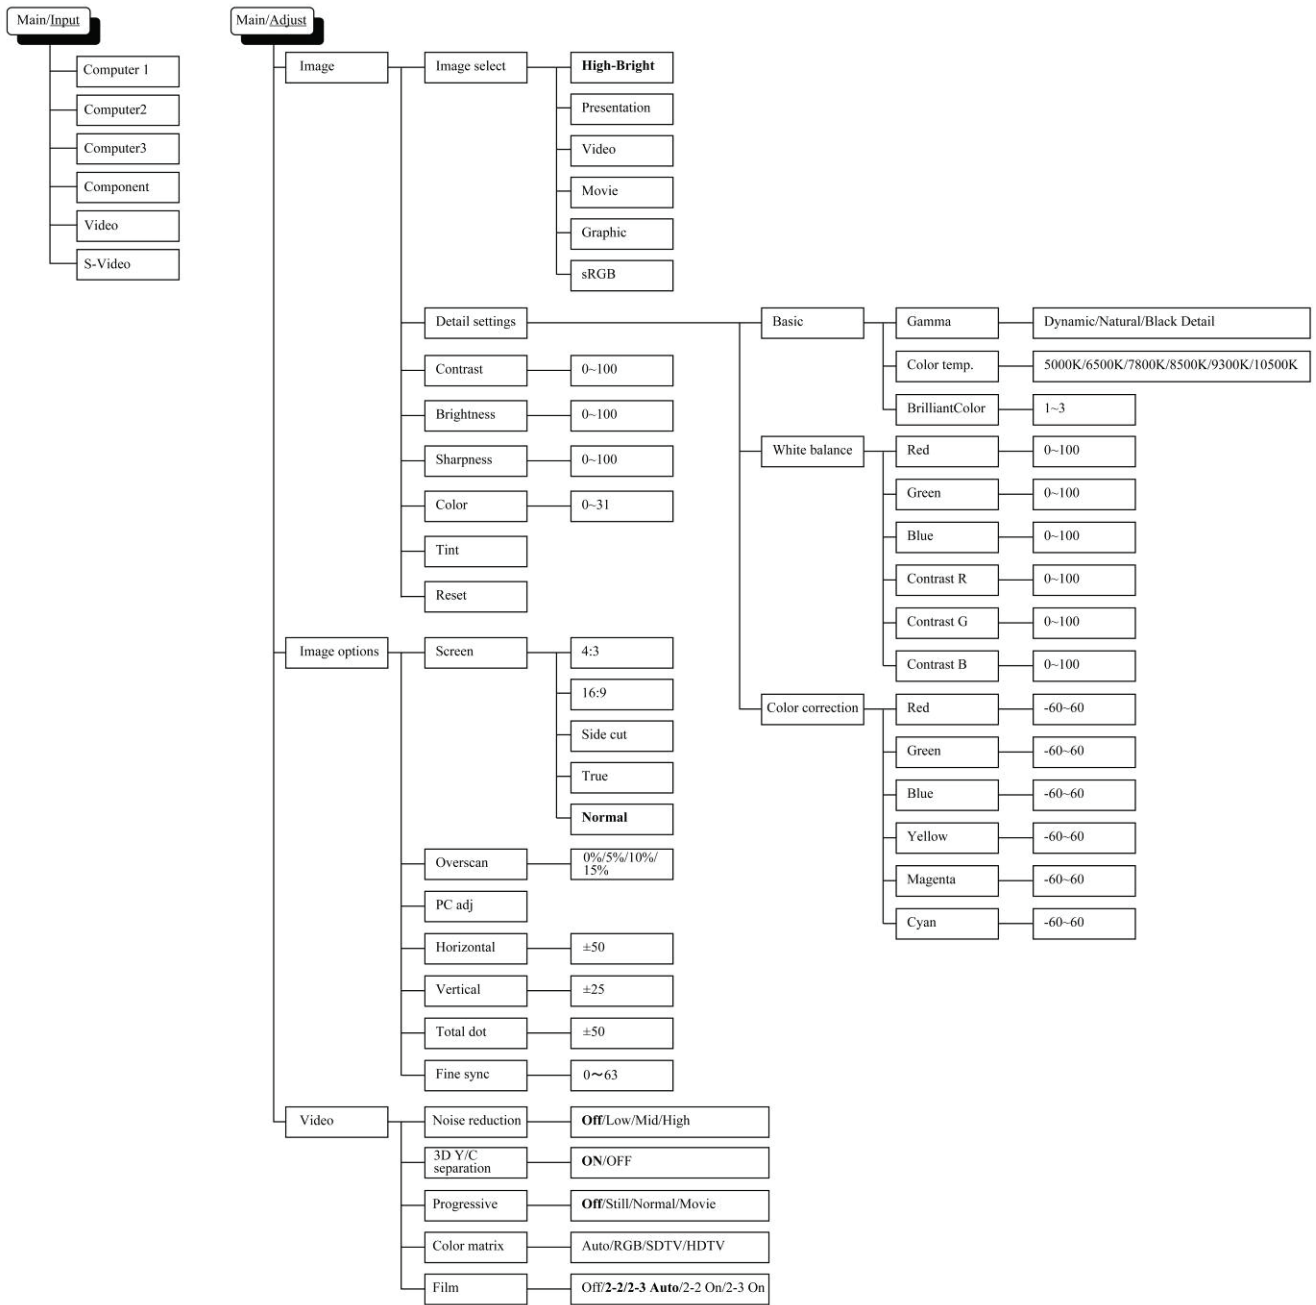 Main/Input
Computer 1
Computer2
Computer3
Component
Video
S-Video
Main/Adjust
Image
Image select
High-Bright
Presentation
Video
Movie
Graphic
sRGB
Detail settings
Basic
Gamma
Dynamic/Natural/Black Detail
Color temp.
5000K/6500K/7800K/8500K/9300K/10500K
BrilliantColor
1~3
White balance
Red
0~100
Green
0~100
Blue
0~100
Contrast R
0~100
Contrast G
0~100
Contrast B
0~100
Color correction
Red
-60~60
Green
-60~60
Blue
-60~60
Yellow
-60~60
Magenta
-60~60
Cyan
-60~60
Contrast
0~100
Brightness
0~100
Sharpness
0~100
Color
0~31
Tint
Reset
Image options
Screen
4:3
16:9
Side cut
True
Normal
Overscan
0%/5%/10%/
15%
PC adj
Horizontal
±50
Vertical
±25
Total dot
±50
Fine sync
0～63
Video
Noise reduction
Off/Low/Mid/High
3D Y/C
separation
ON/OFF
Progressive
Off/Still/Normal/Movie
Color matrix
Auto/RGB/SDTV/HDTV
Film
Off/2-2/2-3 Auto/2-2 On/2-3 On